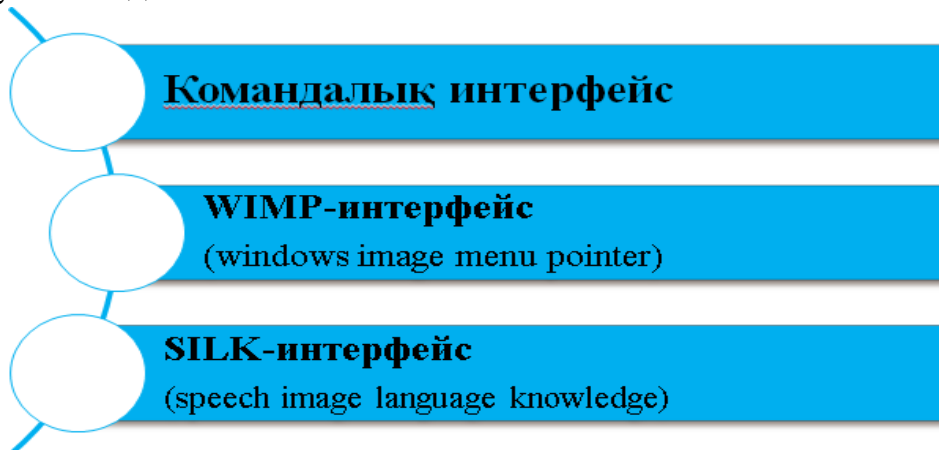 Командалық интерфейс
WIMP-интерфейс
(windows image menu pointer)
SILK-интерфейс
(speech image language knowledge)